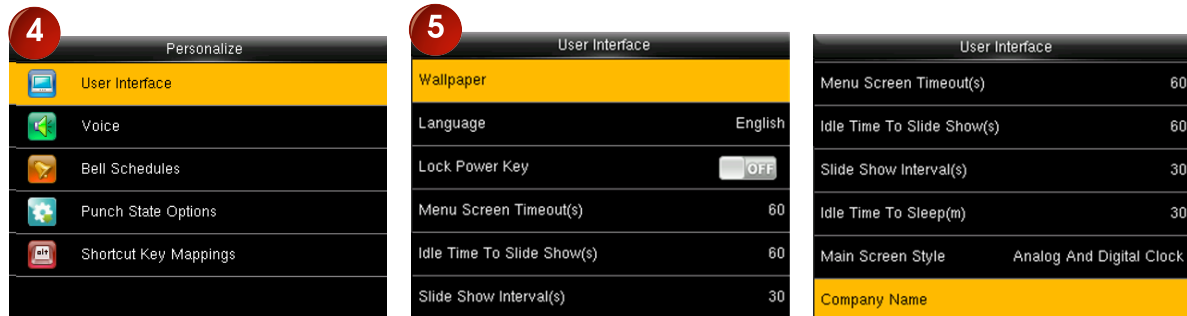 4
Personalize
User Interface
Voice
Bell Schedules
Punch State Options
alt
Shortcut Key Mappings
5
User Interface
Wallpaper
Language English
Lock Power Key OFF
Menu Screen Timeout(s) 60
Idle Time To Slide Show(s) 60
Slide Show Interval(s) 30
User Interface
Menu Screen Timeout(s) 60
Idle Time To Slide Show(s) 60
Slide Show Interval(s) 30
Idle Time To Sleep(m) 30
Main Screen Style Analog And Digital Clock
Company Name